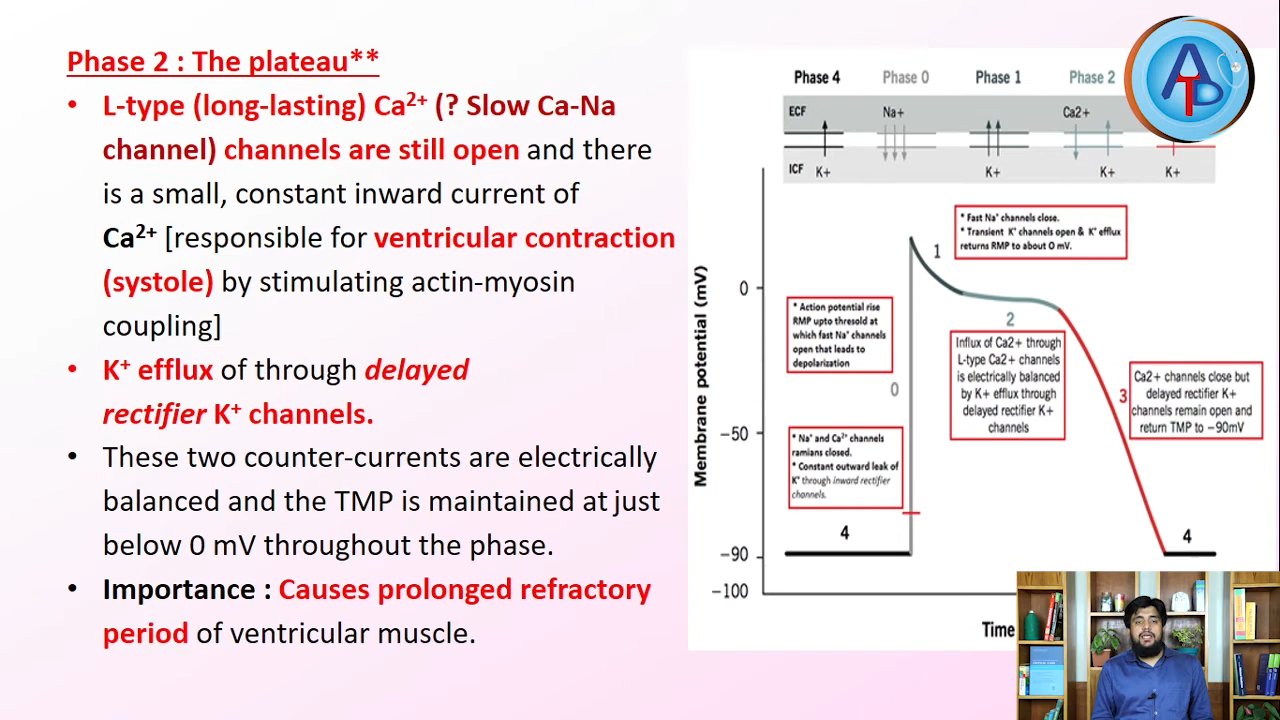 Phase 2 : The plateau**
• L-type (long-lasting) Ca2+ (? Slow Ca-Na
channel) channels are still open and there
is a small, constant inward current of
Ca2+ [responsible for ventricular contraction
(systole) by stimulating actin-myosin
coupling]
• K+ efflux of through delayed
rectifier K+ channels.
• These two counter-currents are electrically
balanced and the TMP is maintained at just
below 0 mV throughout the phase.
• Importance : Causes prolonged refractory
period of ventricular muscle.
Phase 4 Phase 0 Phase 1 Phase 2
ECF Na+ Ca2+
ICF K+ K+ K+ K+
ATB
* Fast Na+ channels close.
* Transient K+ channels open & K+ efflux
returns RMP to about 0 mV.
1
Membrane potential (mV)
0
−50
−90
−100
* Action potential rise
RMP upto thresold at
which fast Na+ channels
open that leads to
depolarization
0
2
Influx of Ca2+ through
L-type Ca2+ channels
is electrically balanced
by K+ efflux through
delayed rectifier K+
channels
3
Ca2+ channels close but
delayed rectifier K+
channels remain open and
return TMP to −90mV
* Na+ and Ca2+ channels
ramians closed.
* Constant outward leak of
K+ through inward rectifier
channels.
4
4
Time